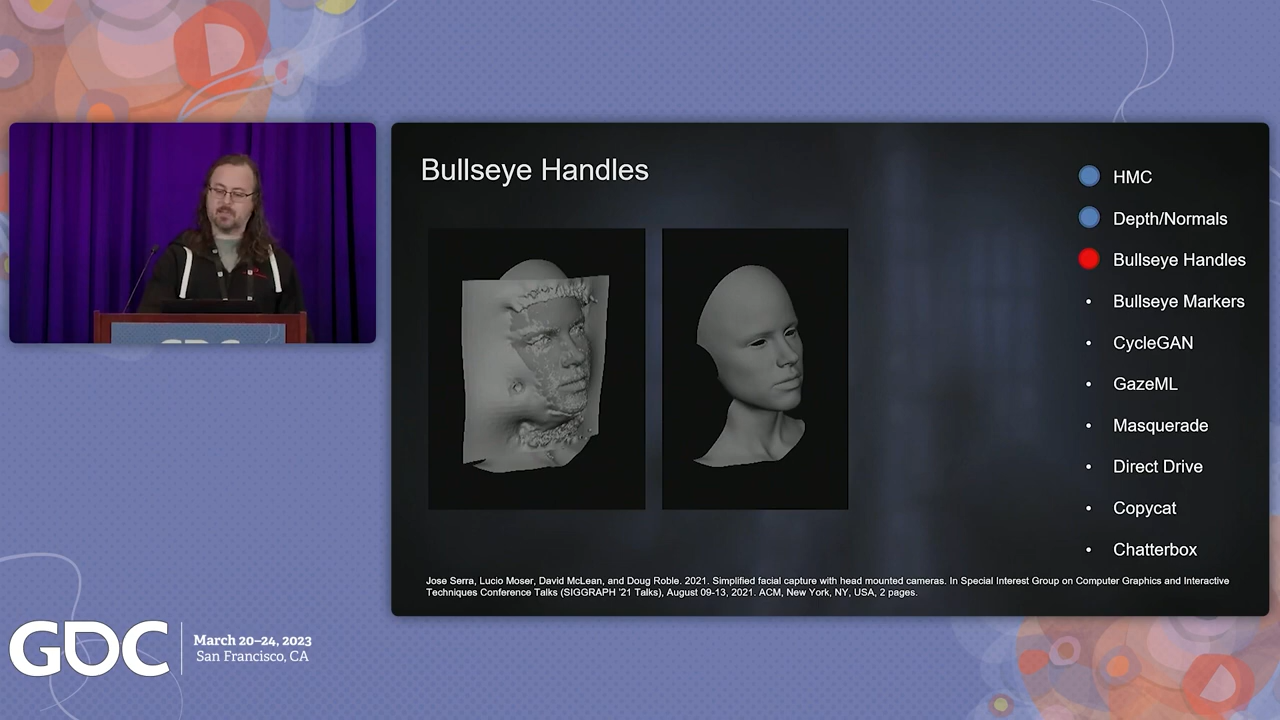 Bullseye Handles
HMC
Depth/Normals
Bullseye Handles
Bullseye Markers
CycleGAN
GazeML
Masquerade
Direct Drive
Copycat
Chatterbox
Jose Serra, Lucio Moser, David McLean, and Doug Roble. 2021. Simplified facial capture with head mounted cameras. In Special Interest Group on Computer Graphics and Interactive
Techniques Conference Talks (SIGGRAPH '21 Talks), August 09-13, 2021. ACM, New York, NY, USA, 2 pages.
GDC
March 20–24, 2023
San Francisco, CA